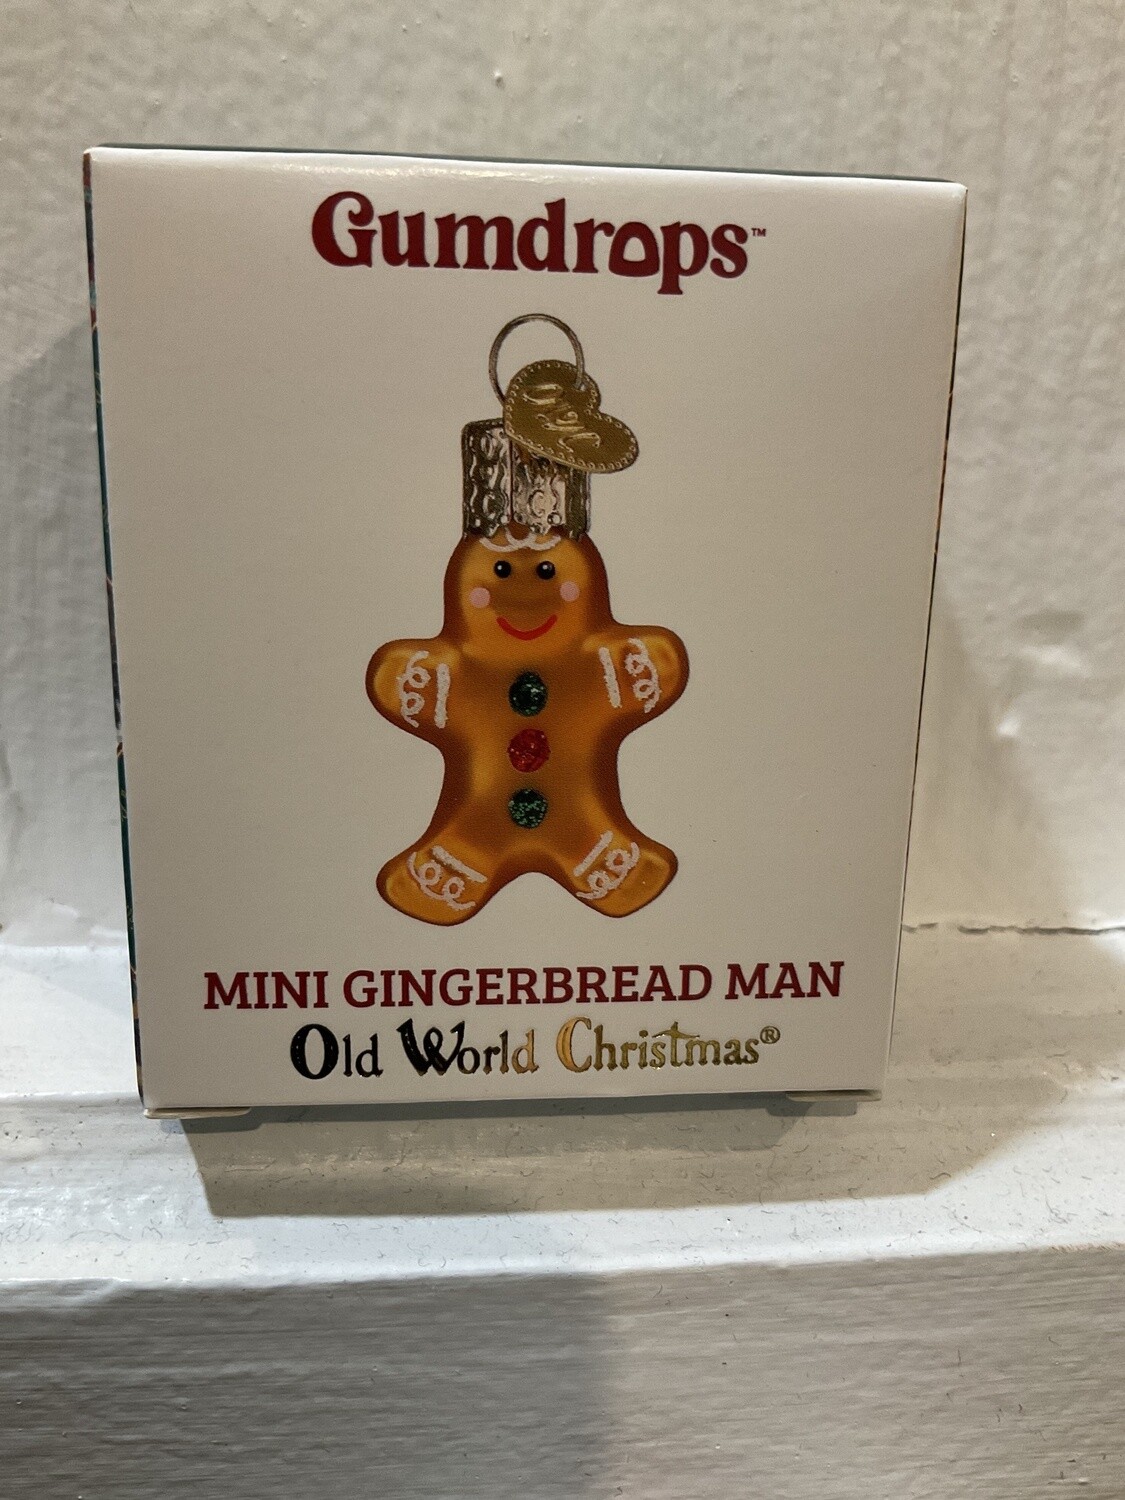 Gumdrops™
MINI GINGERBREAD MAN
Old World Christmas®